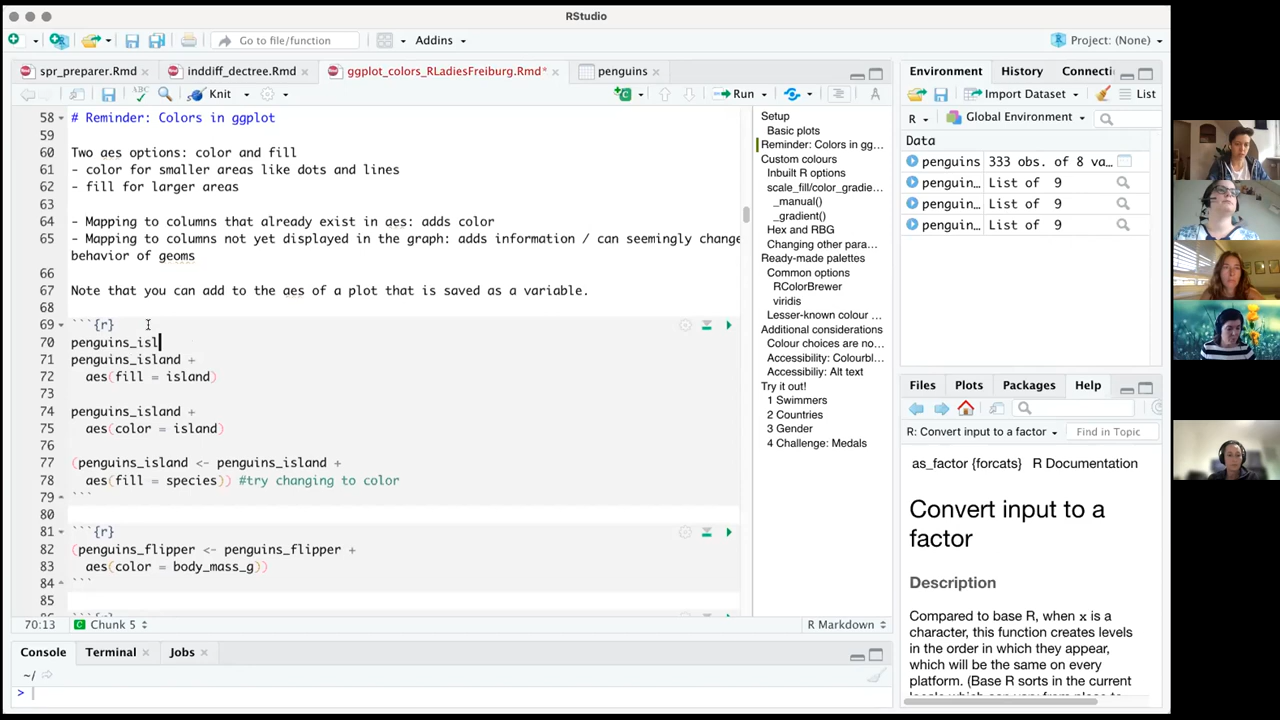 RStudio
Go to file/function
Addins
Project: (None)
spr_preparer.Rmd
inddiff_dectree.Rmd
ggplot_colors_RLadiesFreiburg.Rmd*
penguins
ABC
Knit
Run
58 # Reminder: Colors in ggplot
59
60 Two aes options: color and fill
61 - color for smaller areas like dots and lines
62 - fill for larger areas
63
64 - Mapping to columns that already exist in aes: adds color
65 - Mapping to columns not yet displayed in the graph: adds information / can seemingly change
behavior of geoms
66
67 Note that you can add to the aes of a plot that is saved as a variable.
68
69 ```{r}
70 penguins_isl
71 penguins_island +
72 aes(fill = island)
73
74 penguins_island +
75 aes(color = island)
76
77 (penguins_island <- penguins_island +
78 aes(fill = species)) #try changing to color
79 ```
80
81 ```{r}
82 (penguins_flipper <- penguins_flipper +
83 aes(color = body_mass_g))
84 ```
85
70:13
Chunk 5
R Markdown
Setup
Basic plots
Reminder: Colors in gg...
Custom colours
Inbuilt R options
scale_fill/color_gradie...
_manual()
_gradient()
Hex and RBG
Changing other para...
Ready-made palettes
Common options
RColorBrewer
viridis
Lesser-known colour ...
Additional considerations
Colour choices are no...
Accessibility: Colourbl...
Accessibiliy: Alt text
Try it out!
1 Swimmers
2 Countries
3 Gender
4 Challenge: Medals
Console
Terminal
Jobs
~/
>
Environment
History
Connecti
Import Dataset
List
R
Global Environment
Data
penguins 333 obs. of 8 va...
penguin... List of 9
penguin... List of 9
penguin... List of 9
Files
Plots
Packages
Help
R: Convert input to a factor
Find in Topic
as_factor {forcats} R Documentation
Convert input to a
factor
Description
Compared to base R, when x is a
character, this function creates levels
in the order in which they appear,
which will be the same on every
platform. (Base R sorts in the current